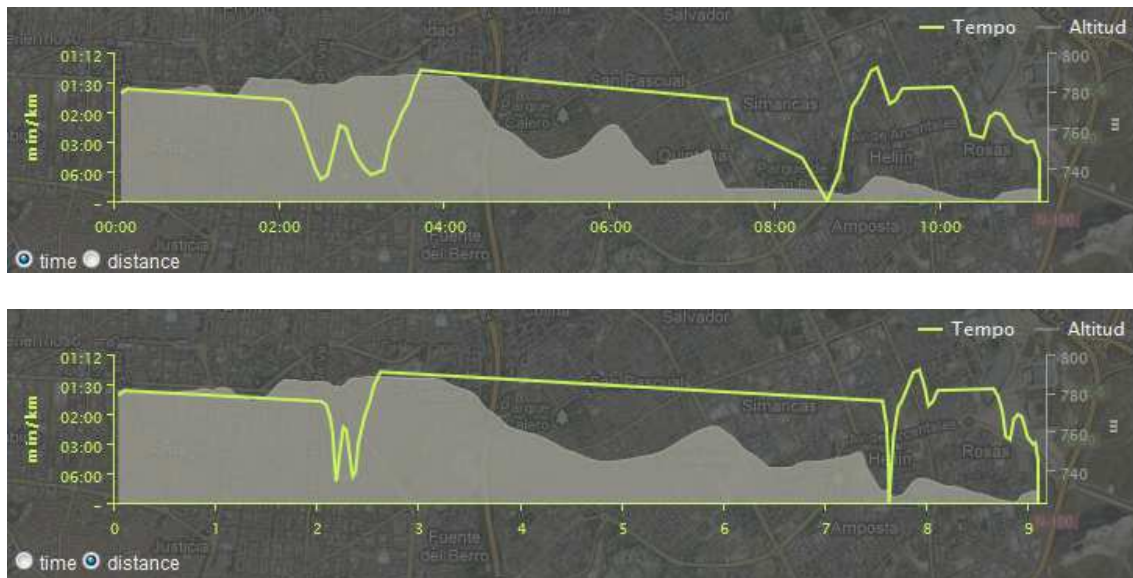 Salvador
idad
Tempo
Altitud
01:12
800
01:30
San Pascual
780
Parque
Calero
Simancas
02:00
min/km
m
03:00
760
Quintana
Hellín
Rosas
06:00
740
–
N-100
00:00
02:00
04:00
06:00
08:00
10:00
Amposta
Justicia
Fuente
del Berro
time
distance
Salvador
Tempo
Altitud
01:12
800
01:30
780
Parque
Calero
Simancas
02:00
min/km
m
03:00
760
Hellín
Rosas
06:00
740
–
0
1
2
3
4
5
6
7
8
9
Amposta
Justicia
Fuente
del Berro
time
distance